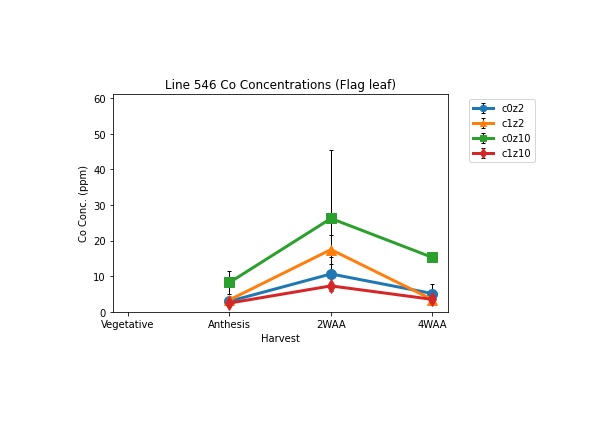 Line 546 Co Concentrations (Flag leaf)
60
50
40
30
20
10
0
Co Conc. (ppm)
Vegetative Anthesis 2WAA 4WAA
Harvest
c0z2
c1z2
c0z10
c1z10